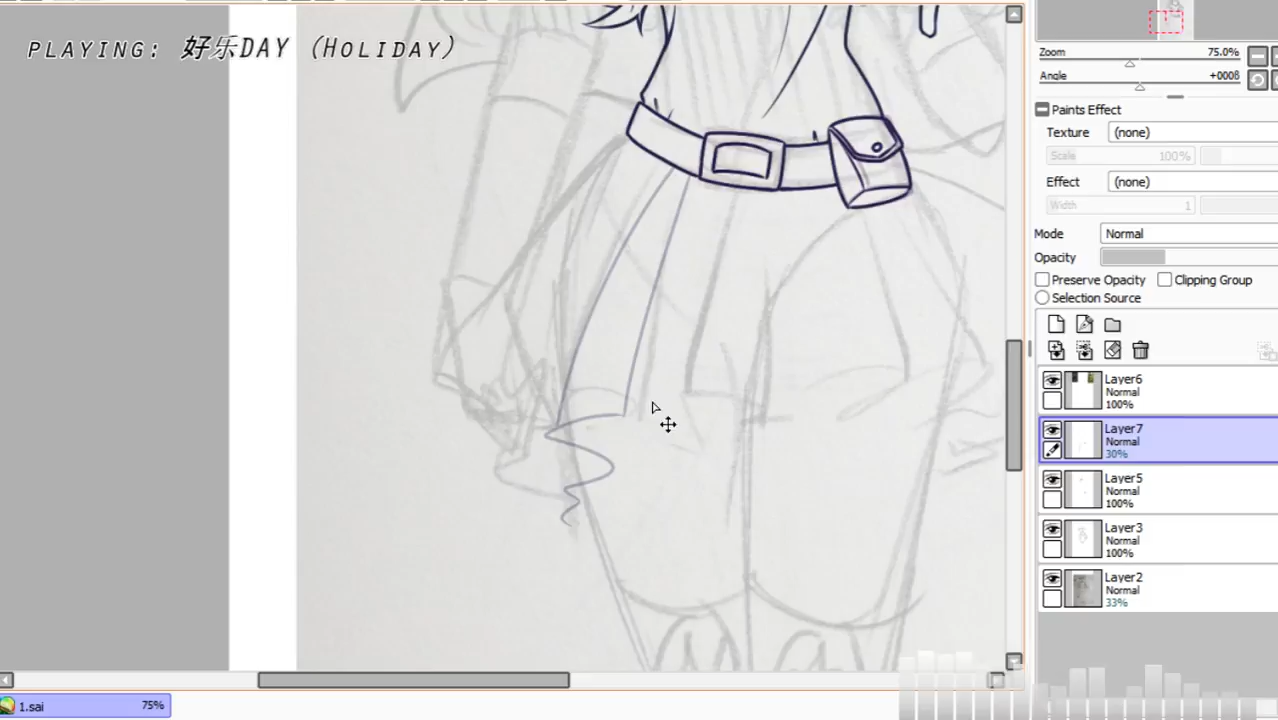 PLAYING: 好乐DAY (HOLIDAY)
Zoom 75.0%
Angle +0008
Paints Effect
Texture (none)
Scale 100%
Effect (none)
Width 1
Mode Normal
Opacity
Preserve Opacity Clipping Group
Selection Source
Layer6
Normal
100%
Layer7
Normal
30%
Layer5
Normal
100%
Layer3
Normal
100%
Layer2
Normal
33%
1.sai 75%